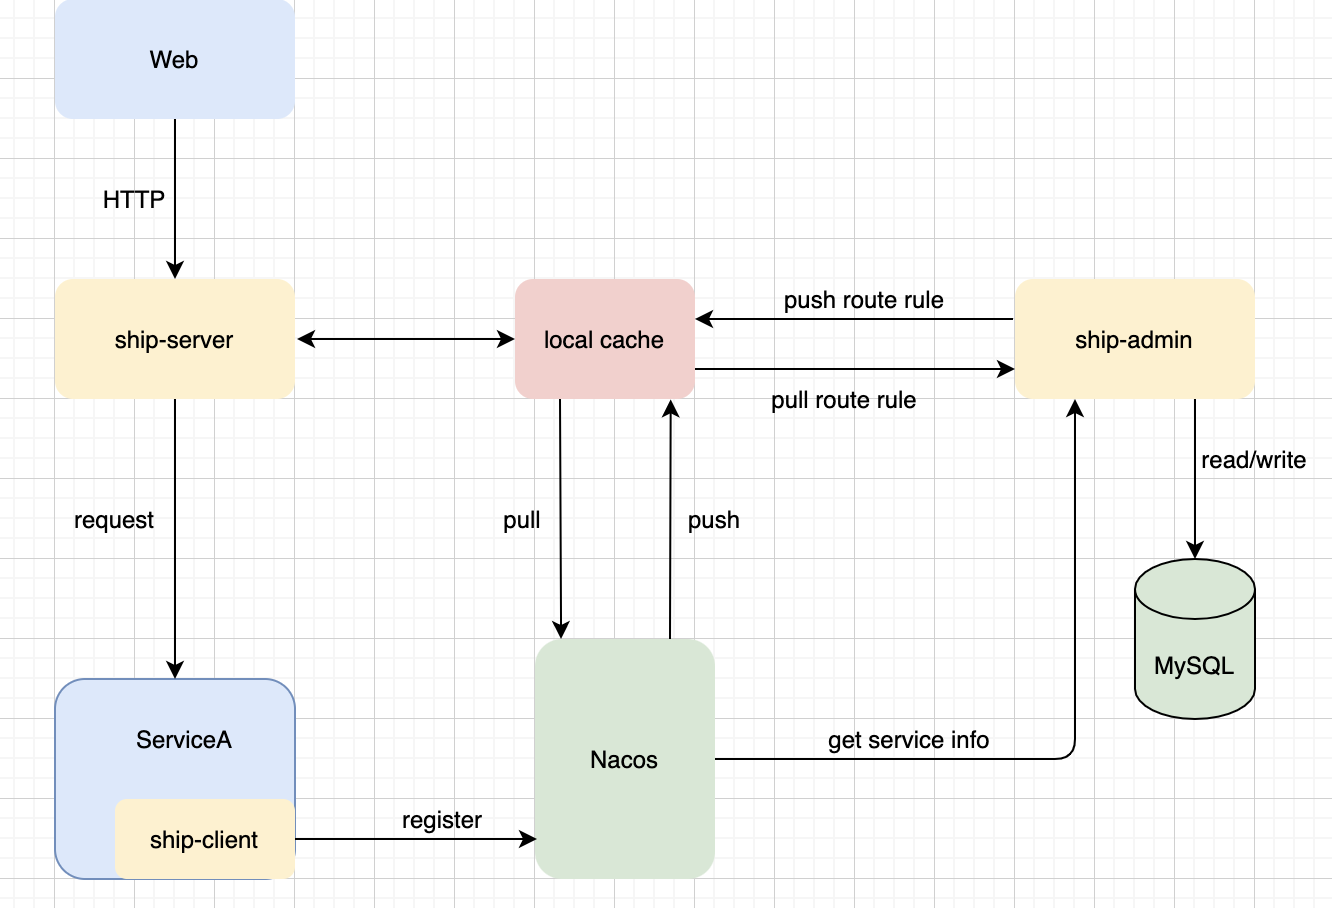 Web
HTTP
ship-server
local cache
push route rule
pull route rule
ship-admin
read/write
request
pull
push
MySQL
ServiceA
ship-client
register
Nacos
get service info